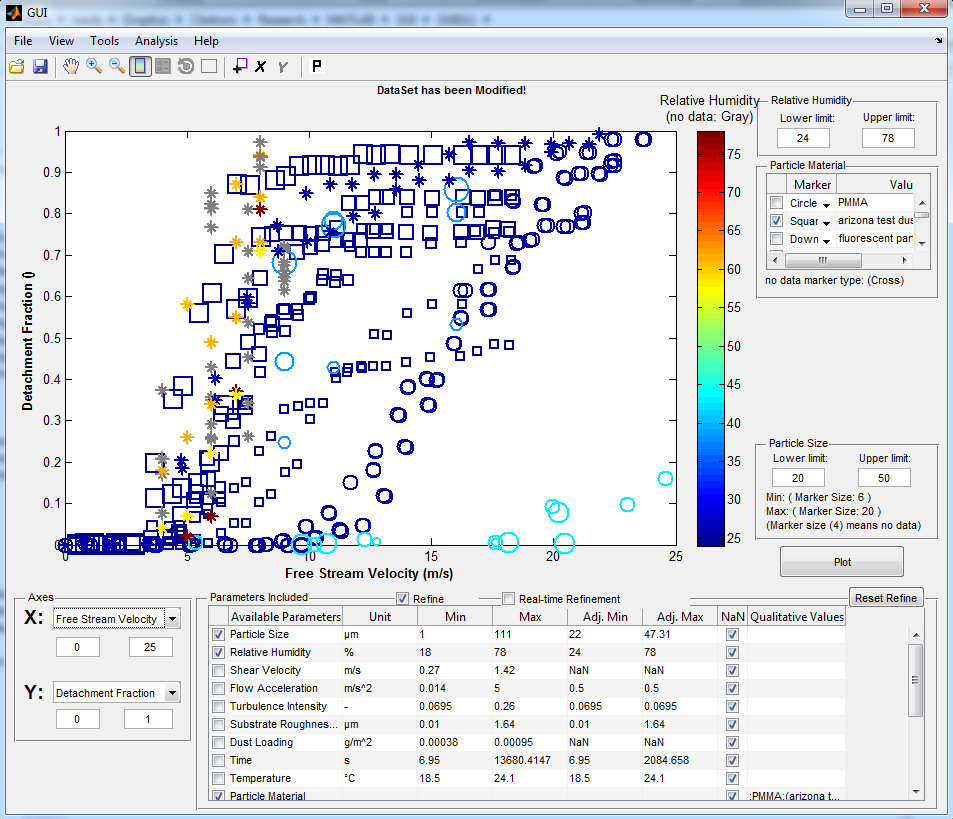 GUI
File View Tools Analysis Help
X Y P
DataSet has been Modified!
Relative Humidity
(no data: Gray)
Detachment Fraction ()
1
0.9
0.8
0.7
0.6
0.5
0.4
0.3
0.2
0.1
0
0 5 10 15 20 25
Free Stream Velocity (m/s)
75
70
65
60
55
50
45
40
35
30
25
Relative Humidity
Lower limit: Upper limit:
24 78
Particle Material
Marker Valu
Circle PMMA
Squar arizona test dus
Down fluorescent part
no data marker type: (Cross)
Particle Size
Lower limit: Upper limit:
20 50
Min: ( Marker Size: 6 )
Max: ( Marker Size: 20 )
(Marker size (4) means no data)
Plot
Axes
X: Free Stream Velocity
0 25
Y: Detachment Fraction
0 1
Parameters Included Refine Real-time Refinement Reset Refine
Available Parameters Unit Min Max Adj. Min Adj. Max NaN Qualitative Values
Particle Size µm 1 111 22 47.31
Relative Humidity % 18 78 24 78
Shear Velocity m/s 0.27 1.42 NaN NaN
Flow Acceleration m/s^2 0.014 5 0.5 0.5
Turbulence Intensity - 0.0695 0.26 0.0695 0.0695
Substrate Roughnes... µm 0.01 1.64 0.01 1.64
Dust Loading g/m^2 0.00038 0.00095 NaN NaN
Time s 6.95 13680.4147 6.95 2084.658
Temperature °C 18.5 24.1 18.5 24.1
Particle Material :PMMA:(arizona t...